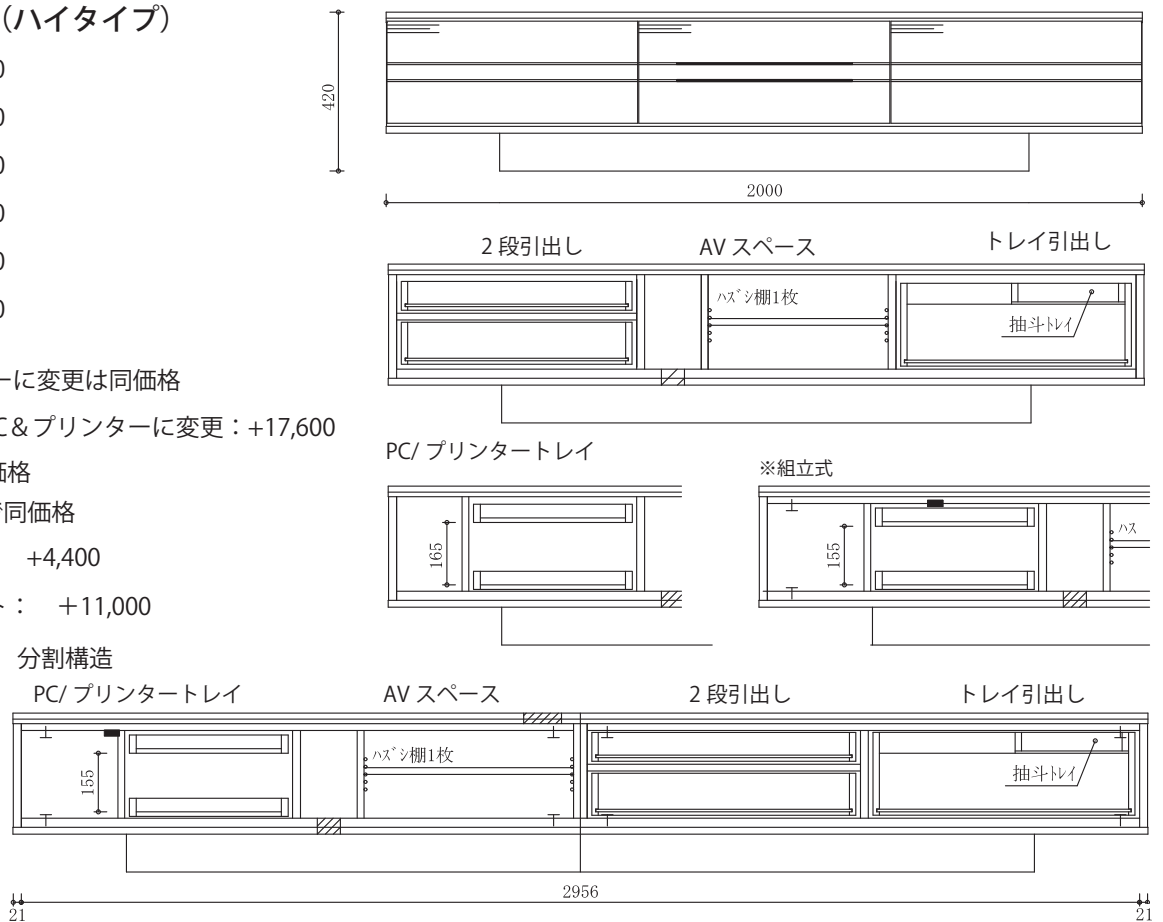 （ハイタイプ）
0
0
0
0
0
0
ーに変更は同価格
C＆プリンターに変更：+17,600
価格
で同価格
+4,400
ト：　＋11,000
420
2000
2 段引出し
AV スペース
トレイ引出し
ﾊｽﾞｼ棚1枚
抽斗ﾄﾚｲ
PC/ プリンタートレイ
165
※組立式
155
ﾊｽ
分割構造
PC/ プリンタートレイ
AV スペース
2 段引出し
トレイ引出し
155
ﾊｽﾞｼ棚1枚
抽斗ﾄﾚｲ
2956
21
21